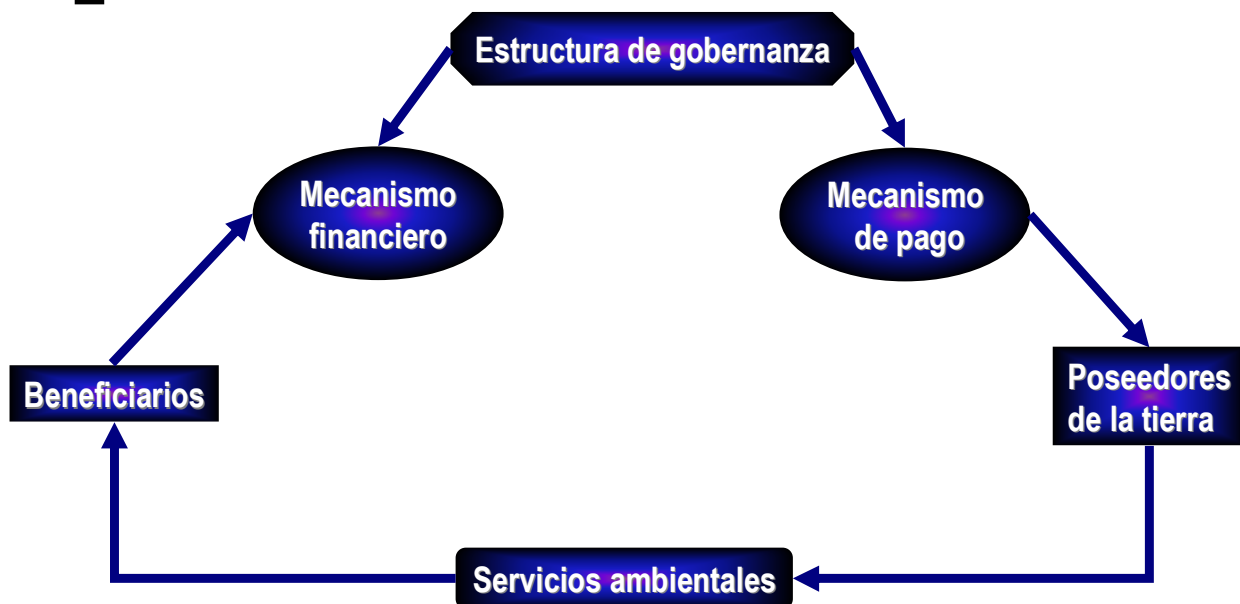 Estructura de gobernanza
Mecanismo
financiero
Mecanismo
de pago
Beneficiarios
Poseedores
de la tierra
Servicios ambientales